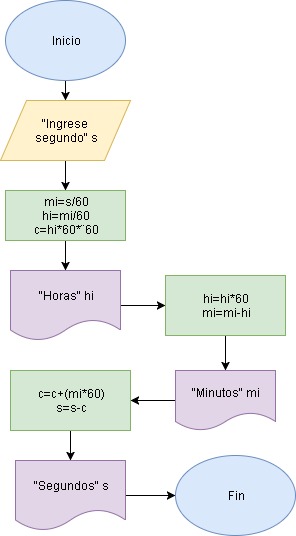 Inicio
"Ingrese
segundo" s
mi=s/60
hi=mi/60
c=hi*60*¨60
"Horas" hi
hi=hi*60
mi=mi-hi
"Minutos" mi
c=c+(mi*60)
s=s-c
"Segundos" s
Fin